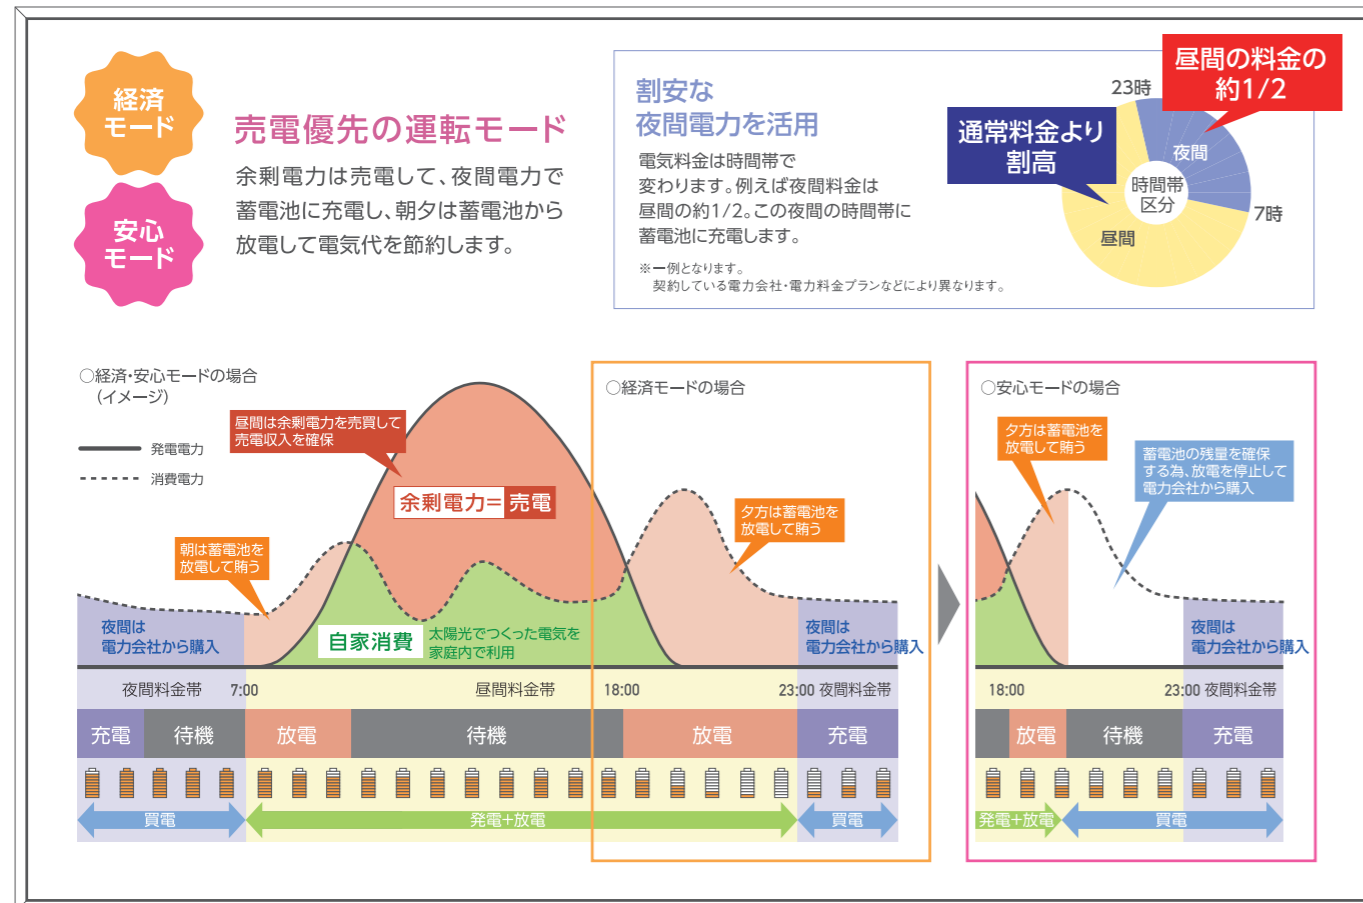 経済
モード
安心
モード
売電優先の運転モード
余剰電力は売電して、夜間電力で
蓄電池に充電し、朝夕は蓄電池から
放電して電気代を節約します。
割安な
夜間電力を活用
電気料金は時間帯で
変わります。例えば夜間料金は
昼間の約1/2。この夜間の時間帯に
蓄電池に充電します。
※一例となります。
契約している電力会社・電力料金プランなどにより異なります。
昼間の料金の
約1/2
通常料金より
割高
23時
夜間
時間帯
区分
7時
昼間
○経済・安心モードの場合
(イメージ)
発電電力
消費電力
昼間は余剰電力を売買して
売電収入を確保
余剰電力=売電
朝は蓄電池を
放電して賄う
夜間は
電力会社から購入
自家消費
太陽光でつくった電気を
家庭内で利用
○経済モードの場合
夕方は蓄電池を
放電して賄う
夜間は
電力会社から購入
夜間料金帯 7:00 昼間料金帯 18:00 23:00 夜間料金帯
充電 待機 放電 待機 放電 充電
買電 発電+放電 買電
○安心モードの場合
夕方は蓄電池を
放電して賄う
蓄電池の残量を確保
する為、放電を停止して
電力会社から購入
夜間は
電力会社から購入
18:00 23:00 夜間料金帯
放電 待機 充電
発電+放電 買電